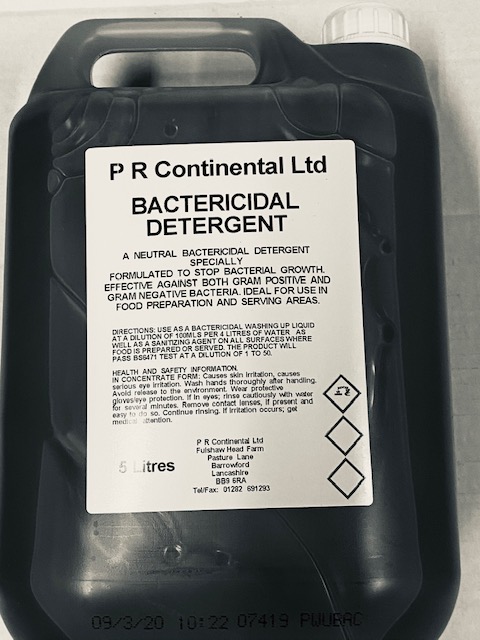 P R Continental Ltd
BACTERICIDAL
DETERGENT
A NEUTRAL BACTERICIDAL DETERGENT
SPECIALLY
FORMULATED TO STOP BACTERIAL GROWTH.
EFFECTIVE AGAINST BOTH GRAM POSITIVE AND
GRAM NEGATIVE BACTERIA. IDEAL FOR USE IN
FOOD PREPARATION AND SERVING AREAS.
DIRECTIONS: USE AS A BACTERICIDAL WASHING UP LIQUID
AT A DILUTION OF 100MLS PER 4 LITRES OF WATER AS
WELL AS A SANITIZING AGENT ON ALL SURFACES WHERE
FOOD IS PREPARED OR SERVED. THE PRODUCT WILL
PASS BS6471 TEST AT A DILUTION OF 1 TO 50.
HEALTH AND SAFETY INFORMATION.
IN CONCENTRATE FORM: Causes skin irritation, causes
serious eye irritation. Wash hands thoroughly after handling.
Avoid release to the environment. Wear protective
gloves/eye protection. If in eyes; rinse cautiously with water
for several minutes. Remove contact lenses, if present and
easy to do so. Continue rinsing. If irritation occurs; get
medical attention.
P R Continental Ltd
Fulshaw Head Farm
Pasture Lane
Barrowford
Lancashire
BB9 6RA
Tel/Fax: 01282 691293
5 Litres
09/3/20 10:22 07419 PWUBAC